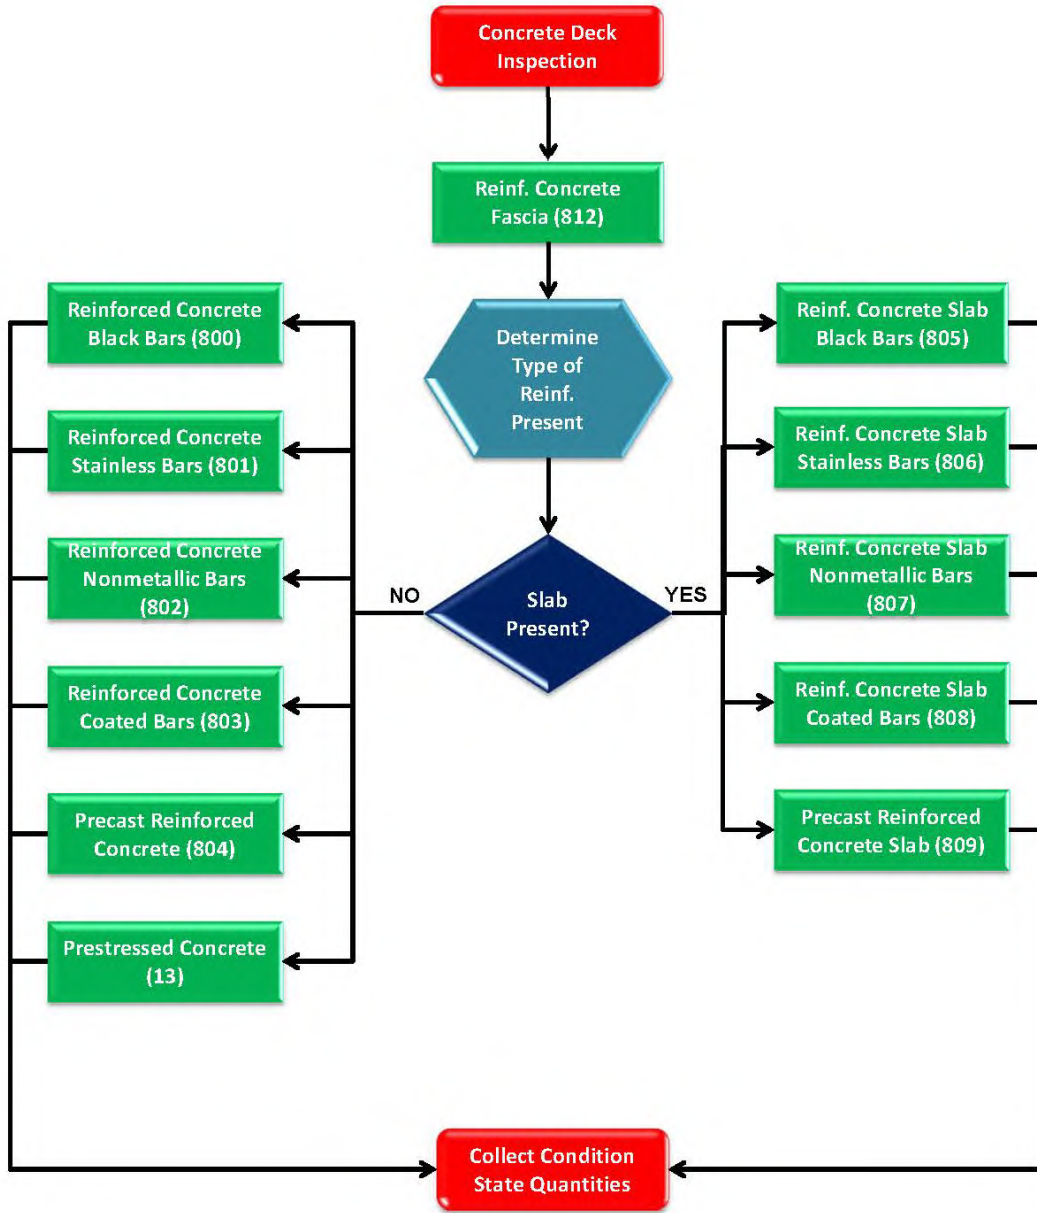 Concrete Deck
Inspection
Reinf. Concrete
Fascia (812)
Determine
Type of
Reinf.
Present
Slab
Present?
NO
YES
Reinforced Concrete
Black Bars (800)
Reinforced Concrete
Stainless Bars (801)
Reinforced Concrete
Nonmetallic Bars
(802)
Reinforced Concrete
Coated Bars (803)
Precast Reinforced
Concrete (804)
Prestressed Concrete
(13)
Reinf. Concrete Slab
Black Bars (805)
Reinf. Concrete Slab
Stainless Bars (806)
Reinf. Concrete Slab
Nonmetallic Bars
(807)
Reinf. Concrete Slab
Coated Bars (808)
Precast Reinforced
Concrete Slab (809)
Collect Condition
State Quantities